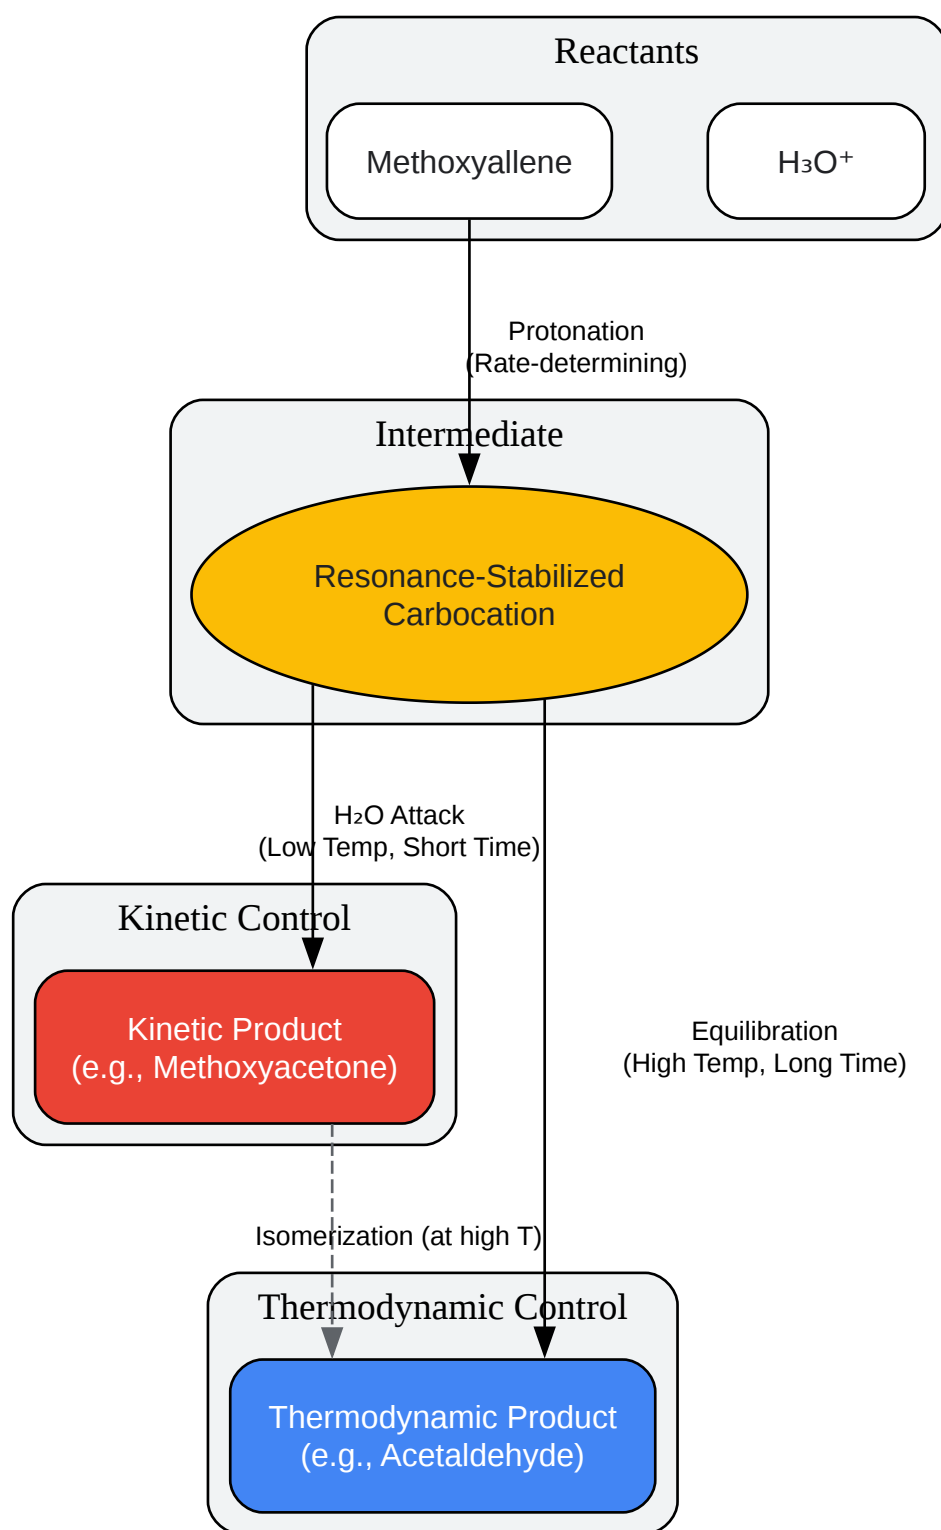 Reactants
Methoxyallene
H₃O⁺
Protonation
(Rate-determining)
Intermediate
Resonance-Stabilized
Carbocation
H₂O Attack
(Low Temp, Short Time)
Kinetic Control
Kinetic Product
(e.g., Methoxyacetone)
Equilibration
(High Temp, Long Time)
Isomerization (at high T)
Thermodynamic Control
Thermodynamic Product
(e.g., Acetaldehyde)